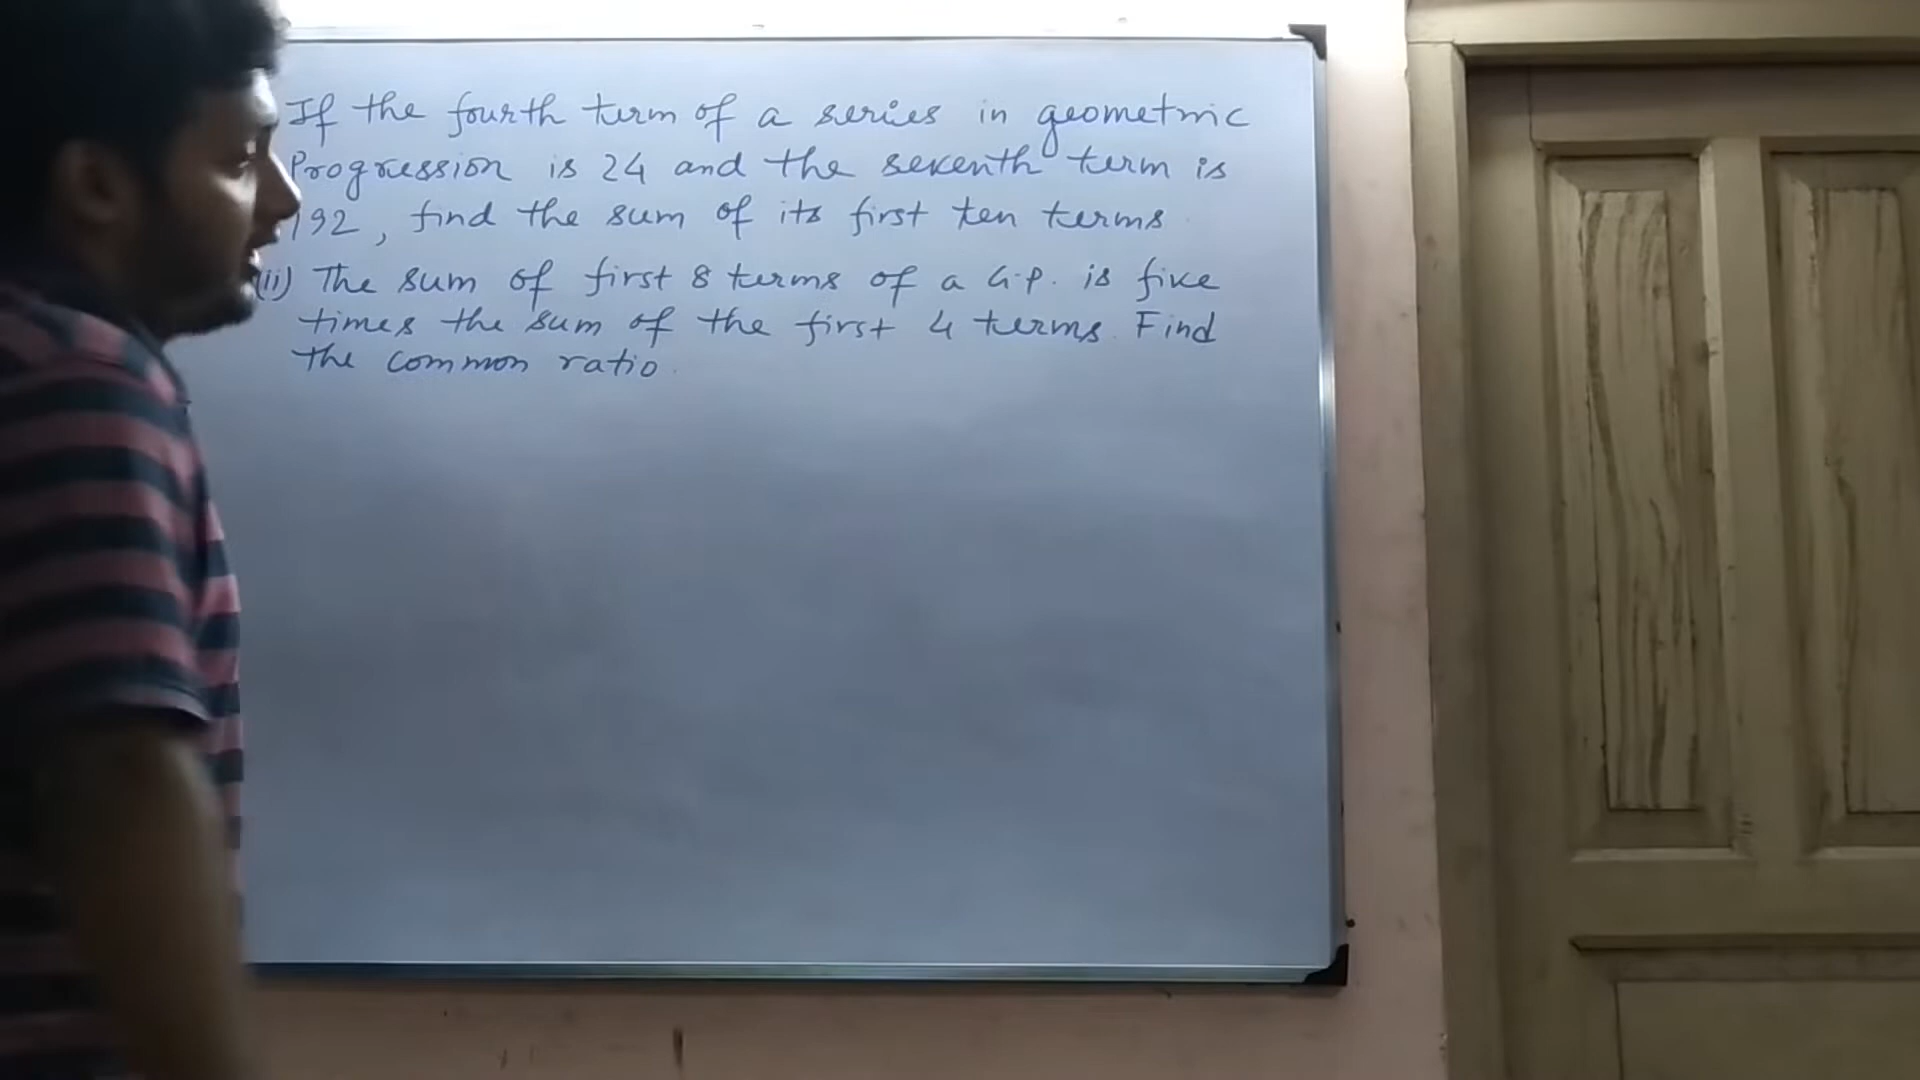 If the fourth term of a series in geometric
Progression is 24 and the seventh term is
192, find the sum of its first ten terms
(ii) The sum of first 8 terms of a G.P. is five
times the sum of the first 4 terms. Find
the common ratio.